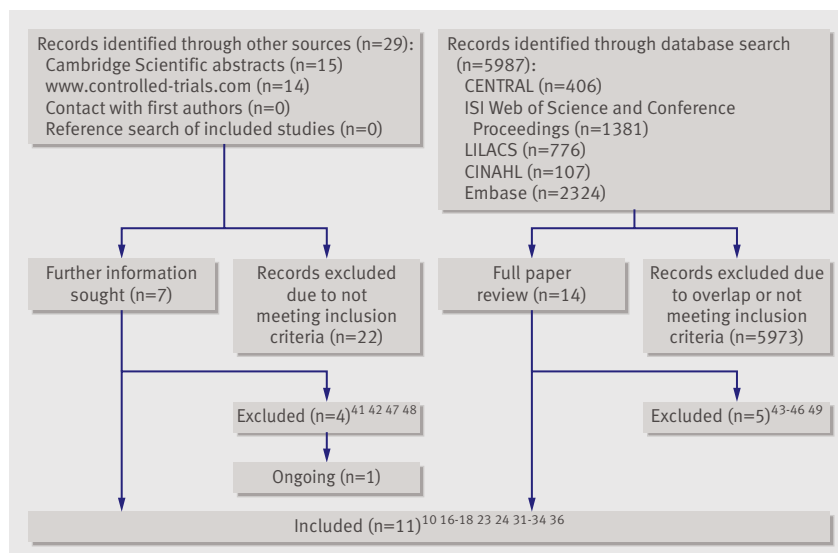 Records identified through other sources (n=29):
Cambridge Scientific abstracts (n=15)
www.controlled-trials.com (n=14)
Contact with first authors (n=0)
Reference search of included studies (n=0)
Records identified through database search
(n=5987):
CENTRAL (n=406)
ISI Web of Science and Conference
Proceedings (n=1381)
LILACS (n=776)
CINAHL (n=107)
Embase (n=2324)
Further information
sought (n=7)
Records excluded
due to not
meeting inclusion
criteria (n=22)
Full paper
review (n=14)
Records excluded due
to overlap or not
meeting inclusion
criteria (n=5973)
Excluded (n=4)41 42 47 48
Excluded (n=5)43-46 49
Ongoing (n=1)
Included (n=11)10 16-18 23 24 31-34 36